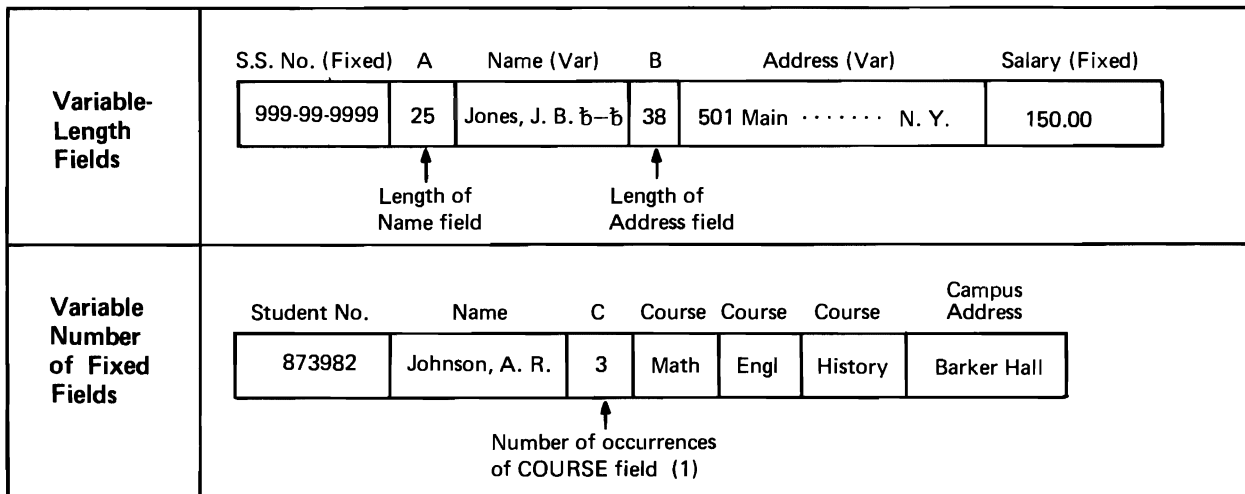 Variable-
Length
Fields
S.S. No. (Fixed) A Name (Var) B Address (Var) Salary (Fixed)
999-99-9999 25 Jones, J. B. ƀ–ƀ 38 501 Main ······· N. Y. 150.00
Length of
Name field
Length of
Address field
Variable
Number
of Fixed
Fields
Student No. Name C Course Course Course Campus
Address
873982 Johnson, A. R. 3 Math Engl History Barker Hall
Number of occurrences
of COURSE field (1)